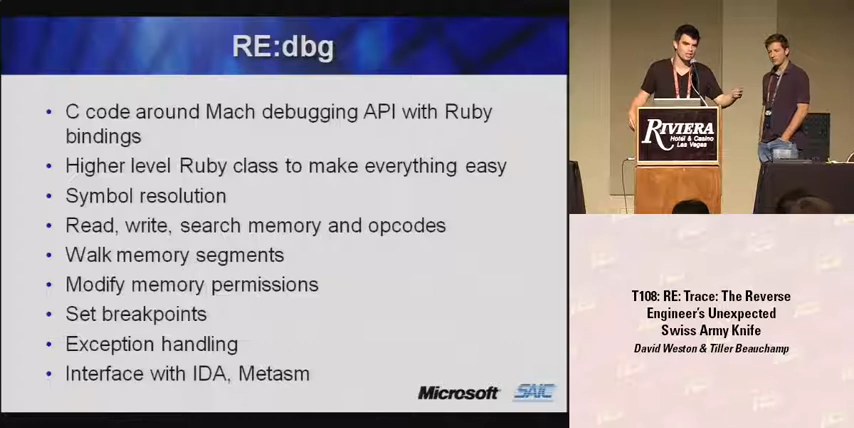 RE:dbg
• C code around Mach debugging API with Ruby
bindings
• Higher level Ruby class to make everything easy
• Symbol resolution
• Read, write, search memory and opcodes
• Walk memory segments
• Modify memory permissions
• Set breakpoints
• Exception handling
• Interface with IDA, Metasm
Microsoft SAIC
RIVIERA
Hotel & Casino
Las Vegas
T108: RE: Trace: The Reverse
Engineer's Unexpected
Swiss Army Knife
David Weston & Tiller Beauchamp